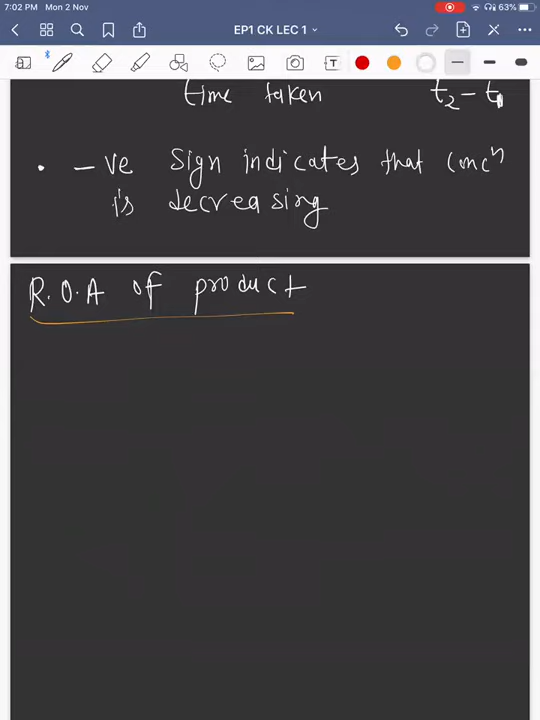 7:02 PM Mon 2 Nov 63%
EP1 CK LEC 1
T
time taken t2 - t1
• -ve sign indicates that concn
is decreasing
R.O.A of product